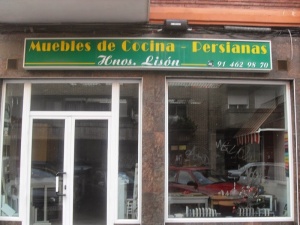 Muebles de Cocina - Persianas
Hnos. Lisón
91 462 98 70